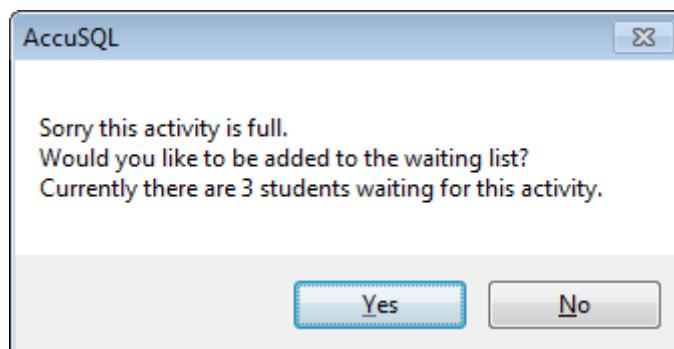 AccuSQL
Sorry this activity is full.
Would you like to be added to the waiting list?
Currently there are 3 students waiting for this activity.
Yes
No